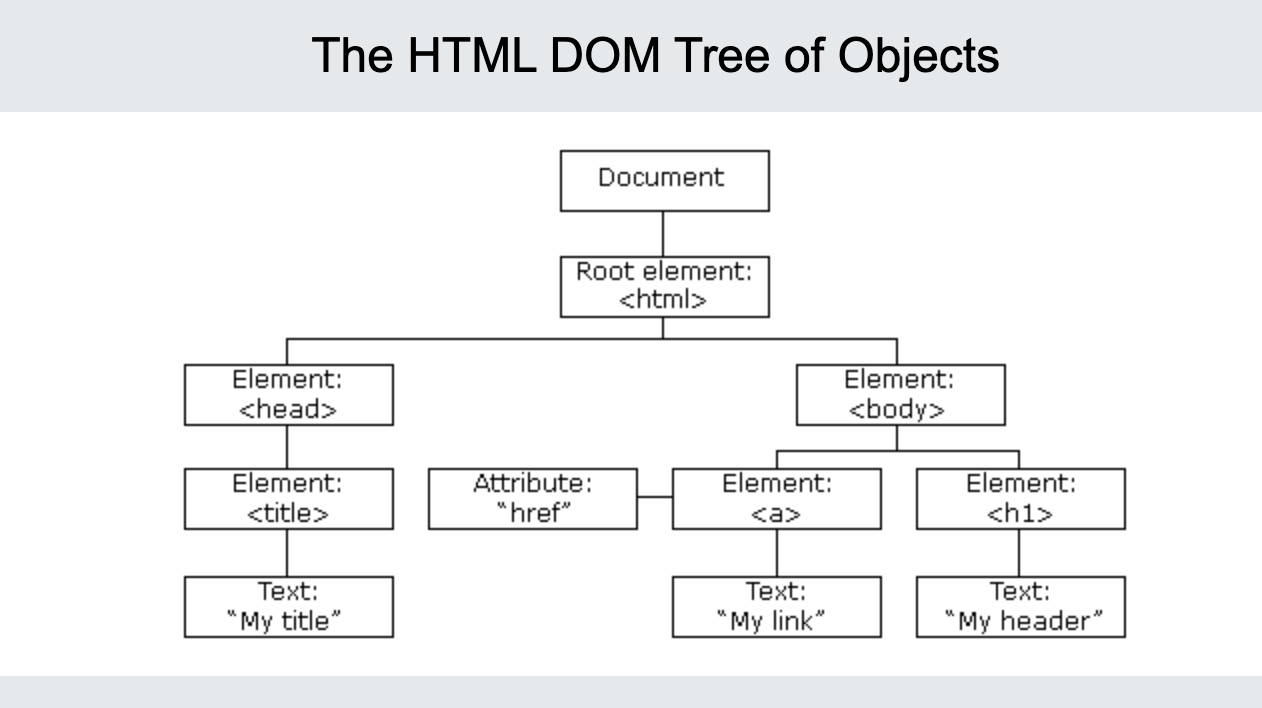 The HTML DOM Tree of Objects
Document
Root element:
<html>
Element:
<head>
Element:
<body>
Element:
<title>
Attribute:
“href”
Element:
<a>
Element:
<h1>
Text:
“My title”
Text:
“My link”
Text:
“My header”